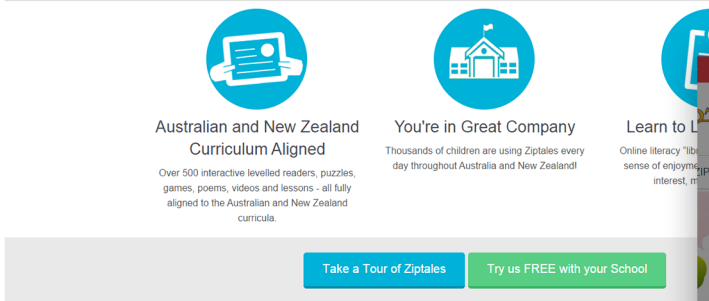 Australian and New Zealand
Curriculum Aligned
Over 500 interactive levelled readers, puzzles,
games, poems, videos and lessons - all fully
aligned to the Australian and New Zealand
curricula.
You're in Great Company
Thousands of children are using Ziptales every
day throughout Australia and New Zealand!
Learn to L
Online literacy "lib
sense of enjoyme
interest, m
Take a Tour of Ziptales
Try us FREE with your School